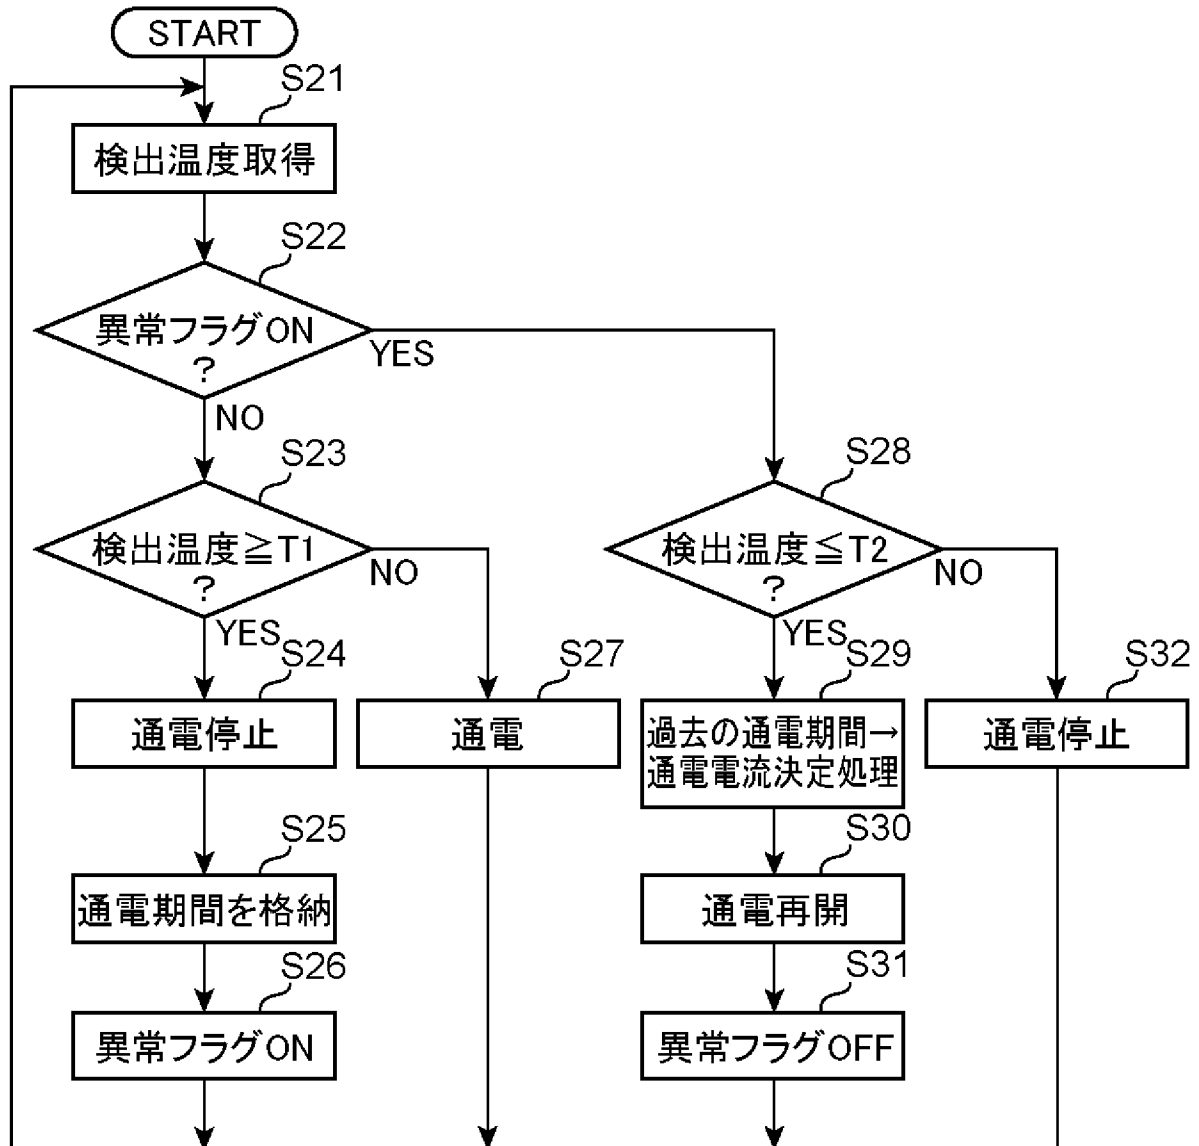 START
S21
検出温度取得
S22
異常フラグON
?
YES
NO
S23
検出温度≧T1
?
NO
YES
S28
検出温度≦T2
?
NO
YES
S24
通電停止
S27
通電
S29
過去の通電期間→
通電電流決定処理
S32
通電停止
S25
通電期間を格納
S30
通電再開
S26
異常フラグON
S31
異常フラグOFF